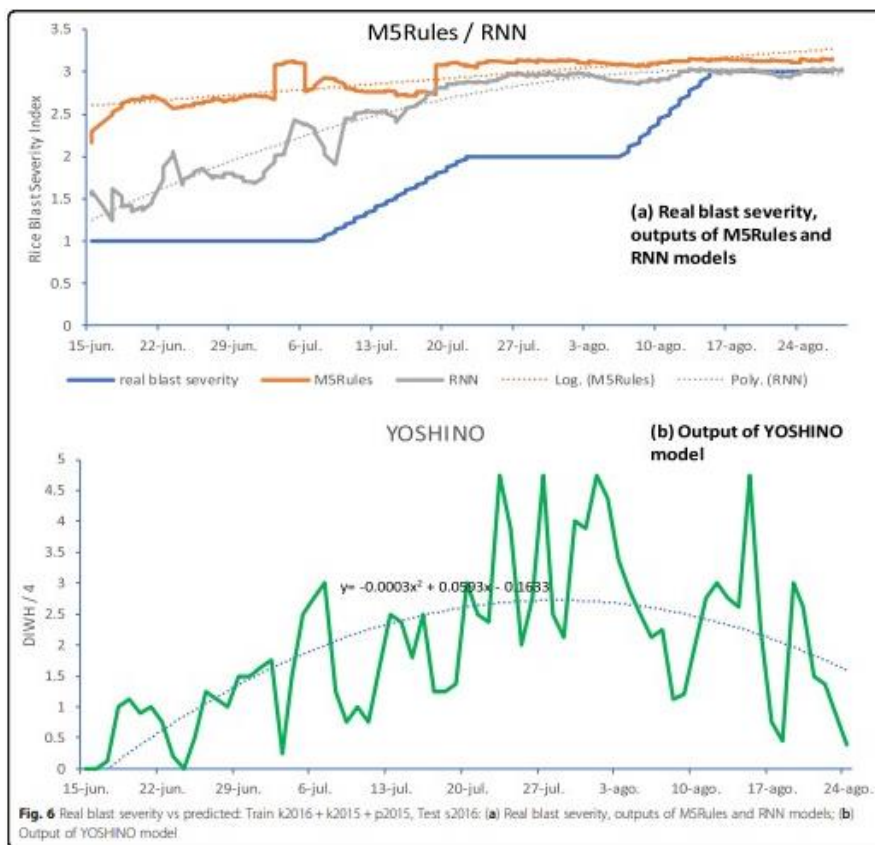 M5Rules / RNN
Rice Blast Severity Index
3.5
3
2.5
2
1.5
1
0.5
0
15-jun.
22-jun.
29-jun.
6-jul.
13-jul.
20-jul.
27-jul.
3-ago.
10-ago.
17-ago.
24-ago.
(a) Real blast severity,
outputs of M5Rules and
RNN models
real blast severity
M5Rules
RNN
Log. (M5Rules)
Poly. (RNN)
YOSHINO
(b) Output of YOSHINO
model
DIWH / 4
5
4.5
4
3.5
3
2.5
2
1.5
1
0.5
0
y= -0.0003x² + 0.0593x - 0.1633
15-jun.
22-jun.
29-jun.
6-jul.
13-jul.
20-jul.
27-jul.
3-ago.
10-ago.
17-ago.
24-ago.
Fig. 6 Real blast severity vs predicted: Train k2016 + k2015 + p2015, Test s2016: (a) Real blast severity, outputs of M5Rules and RNN models; (b)
Output of YOSHINO model